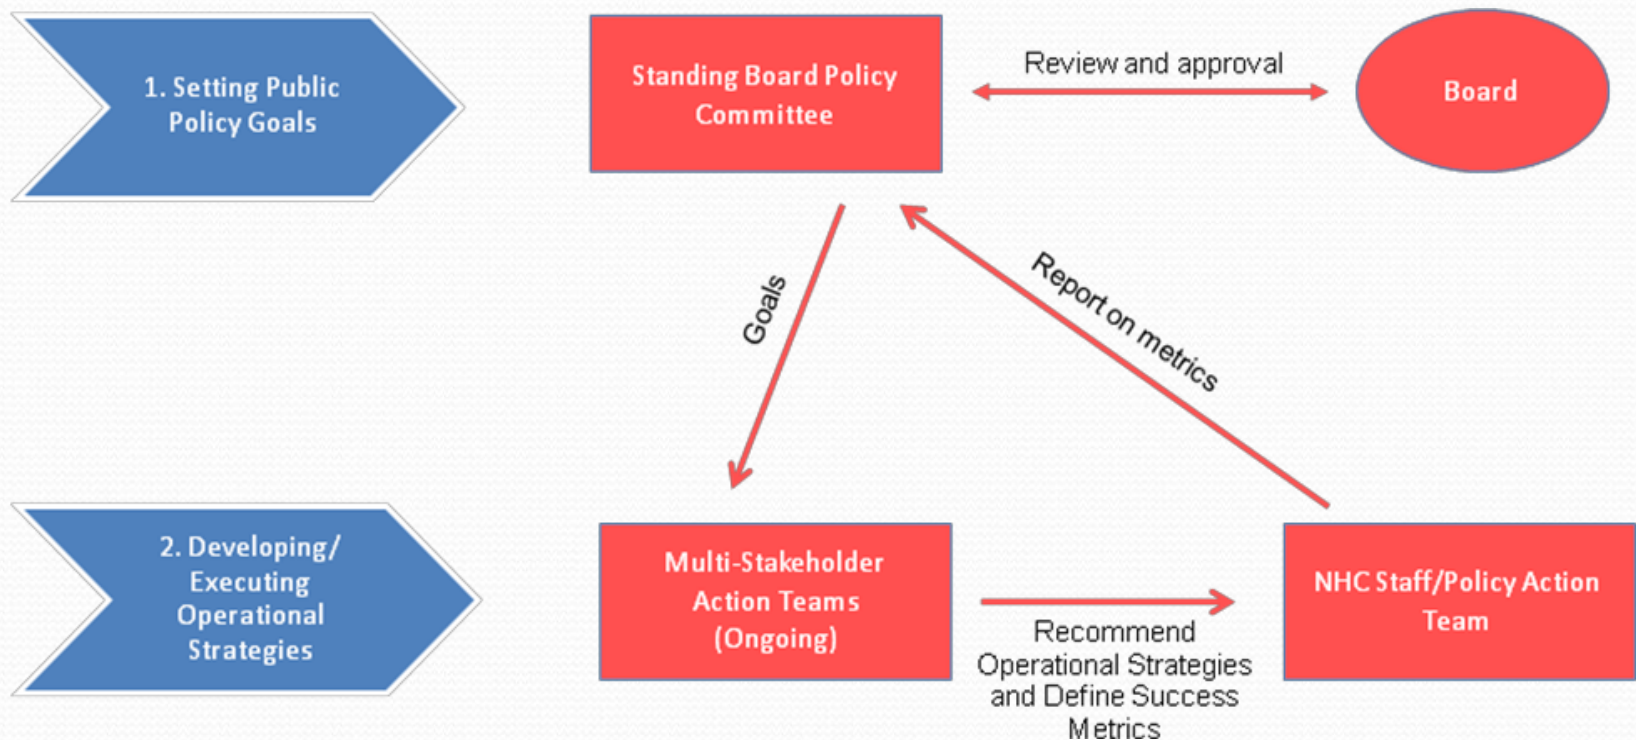 1. Setting Public
Policy Goals
Standing Board Policy
Committee
Review and approval
Board
Goals
Report on metrics
2. Developing/
Executing
Operational
Strategies
Multi-Stakeholder
Action Teams
(Ongoing)
Recommend
Operational Strategies
and Define Success
Metrics
NHC Staff/Policy Action
Team